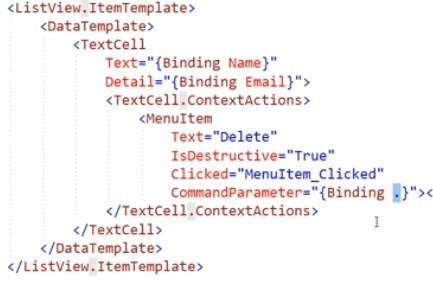 <ListView.ItemTemplate>
<DataTemplate>
<TextCell
Text="{Binding Name}"
Detail="{Binding Email}">
<TextCell.ContextActions>
<MenuItem
Text="Delete"
IsDestructive="True"
Clicked="MenuItem_Clicked"
CommandParameter="{Binding .}"><
</TextCell.ContextActions>
</TextCell>
</DataTemplate>
</ListView.ItemTemplate>